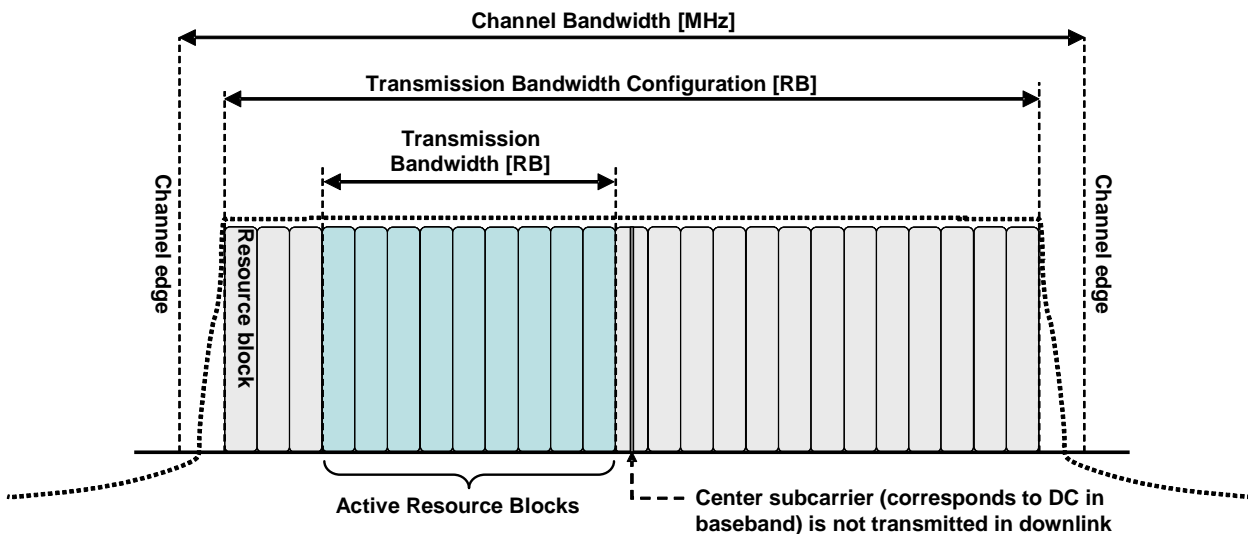 Channel Bandwidth [MHz]
Transmission Bandwidth Configuration [RB]
Transmission
Bandwidth [RB]
Channel edge
Channel edge
Resource block
Active Resource Blocks
Center subcarrier (corresponds to DC in
baseband) is not transmitted in downlink